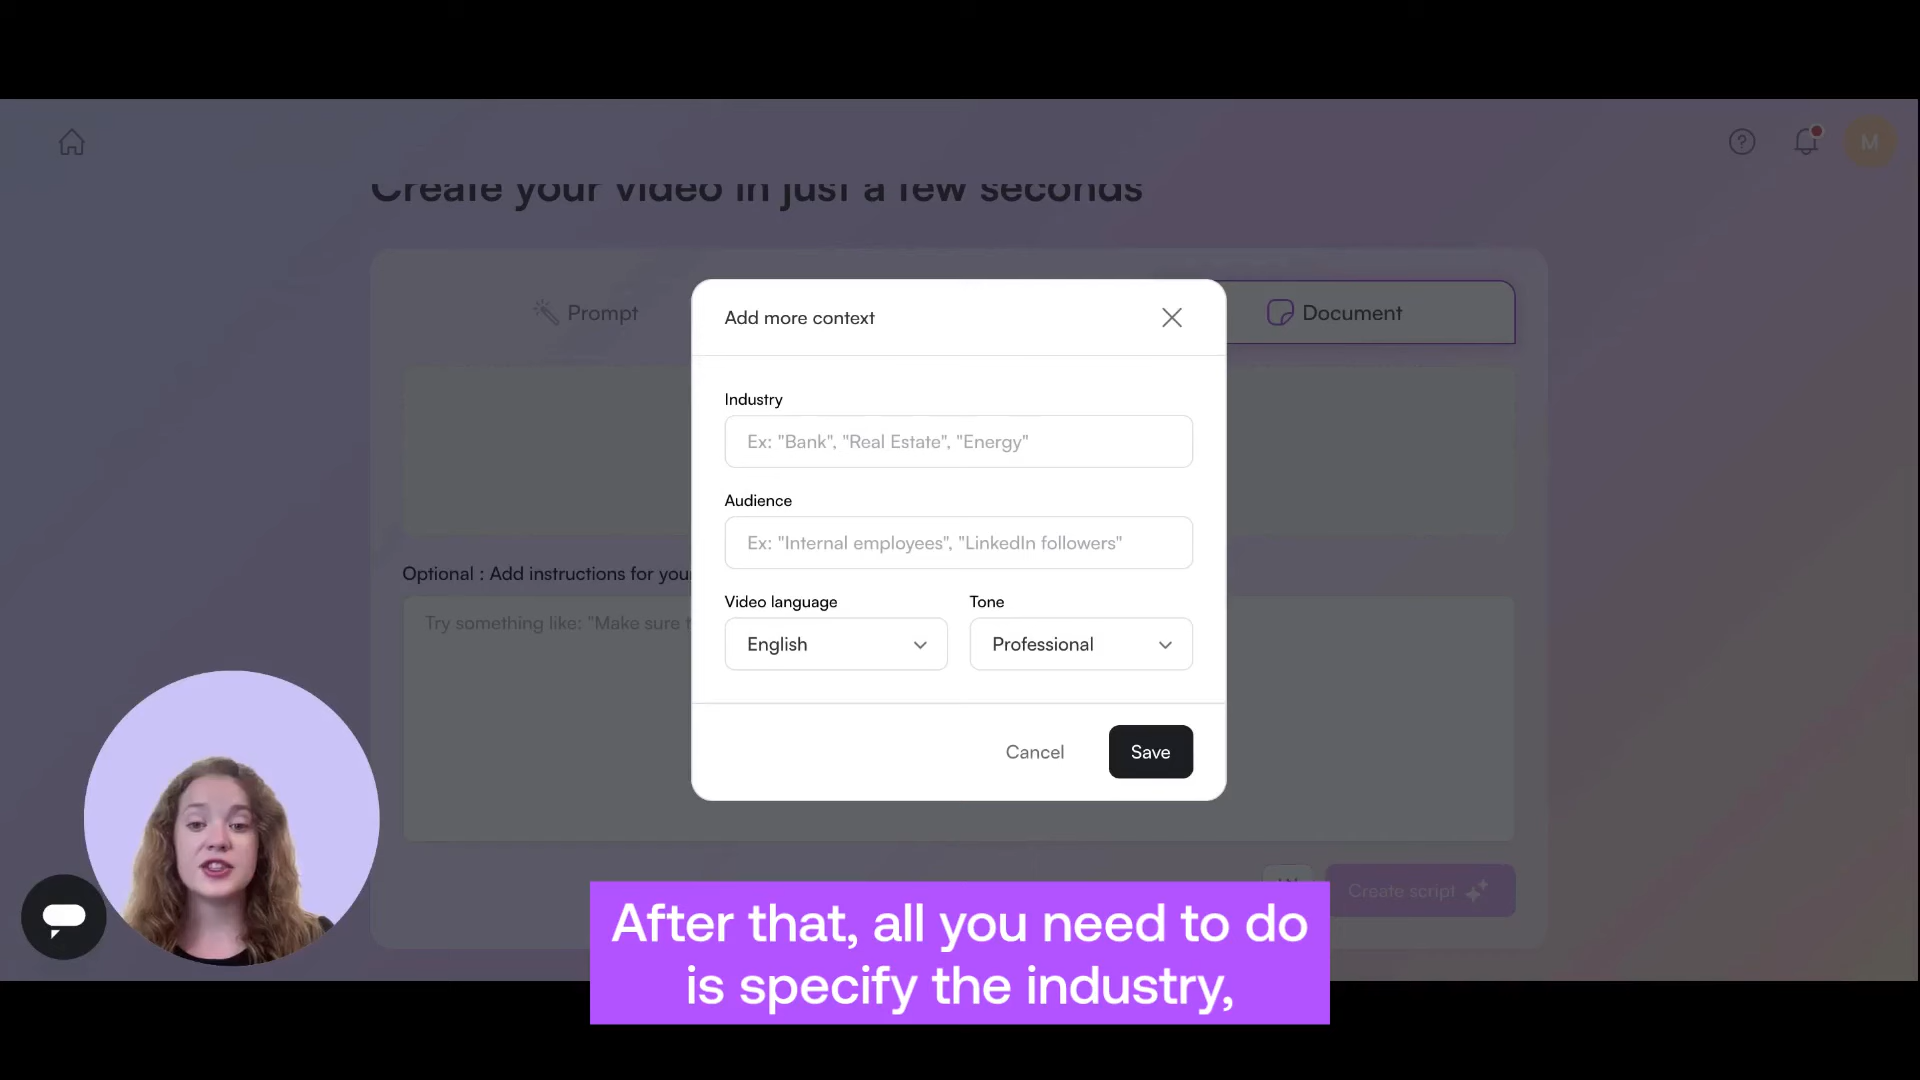 M
Create your video in just a few seconds
Prompt
Document
Add more context
Industry
Ex: "Bank", "Real Estate", "Energy"
Audience
Ex: "Internal employees", "LinkedIn followers"
Optional : Add instructions for your
Video language
Tone
Try something like: "Make sure t
English
Professional
Cancel
Save
Create script
After that, all you need to do
is specify the industry,